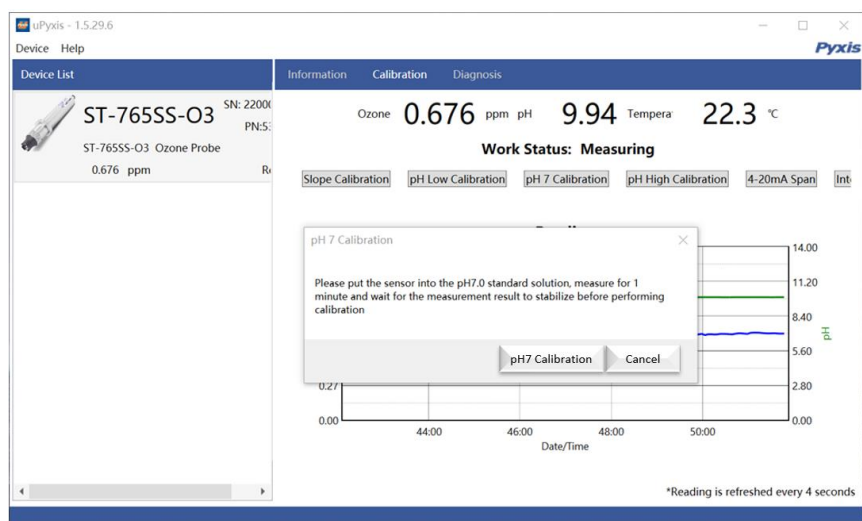 uPyxis - 1.5.29.6
Device Help
Pyxis
Device List
Information Calibration Diagnosis
ST-765SS-O3
SN: 2200
PN:53
ST-765SS-O3 Ozone Probe
0.676 ppm
Ozone 0.676 ppm pH 9.94 Tempera 22.3 °C
Work Status: Measuring
Slope Calibration pH Low Calibration pH 7 Calibration pH High Calibration 4-20mA Span Int
pH 7 Calibration
Please put the sensor into the pH7.0 standard solution, measure for 1
minute and wait for the measurement result to stabilize before performing
calibration
pH7 Calibration Cancel
14.00
11.20
8.40
5.60
2.80
0.00
pH
0.27
0.00
44:00 46:00 48:00 50:00
Date/Time
*Reading is refreshed every 4 seconds